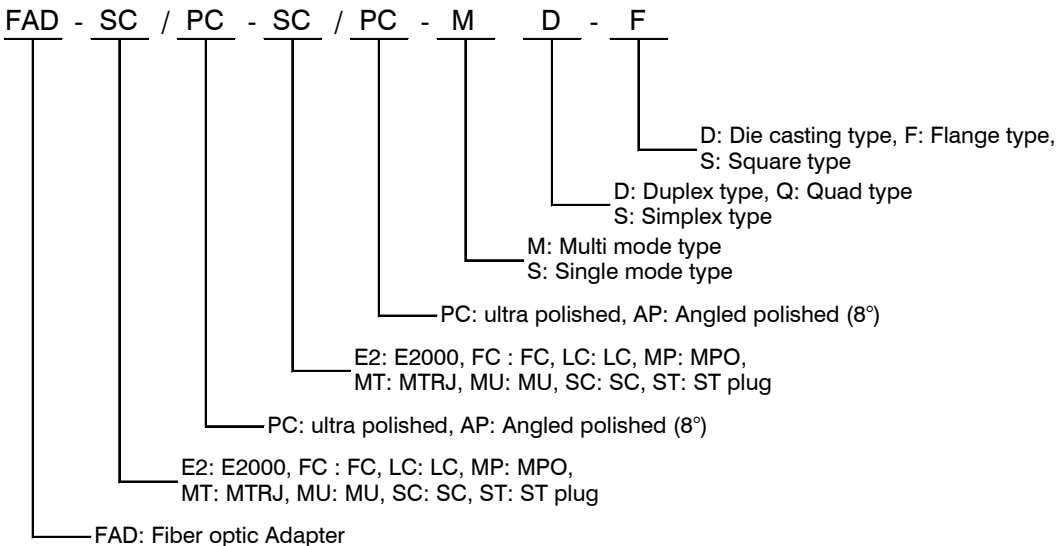 FAD - SC / PC - SC / PC - M D - F
D: Die casting type, F: Flange type,
S: Square type
D: Duplex type, Q: Quad type
S: Simplex type
M: Multi mode type
S: Single mode type
PC: ultra polished, AP: Angled polished (8°)
E2: E2000, FC : FC, LC: LC, MP: MPO,
MT: MTRJ, MU: MU, SC: SC, ST: ST plug
PC: ultra polished, AP: Angled polished (8°)
E2: E2000, FC : FC, LC: LC, MP: MPO,
MT: MTRJ, MU: MU, SC: SC, ST: ST plug
FAD: Fiber optic Adapter